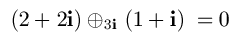 (2 + 2𝐢) ⊕₃𝐢 (1 + 𝐢) = 0